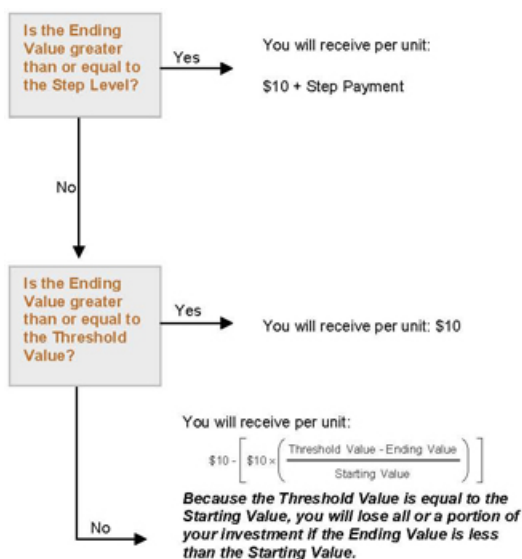 Is the Ending
Value greater
than or equal to
the Step Level?
Yes
You will receive per unit:
$10 + Step Payment
No
Is the Ending
Value greater
than or equal to
the Threshold
Value?
Yes
You will receive per unit: $10
You will receive per unit:
$10 - [ $10 × ( Threshold Value - Ending Value
Starting Value ) ]
No
Because the Threshold Value is equal to the
Starting Value, you will lose all or a portion of
your investment if the Ending Value is less
than the Starting Value.